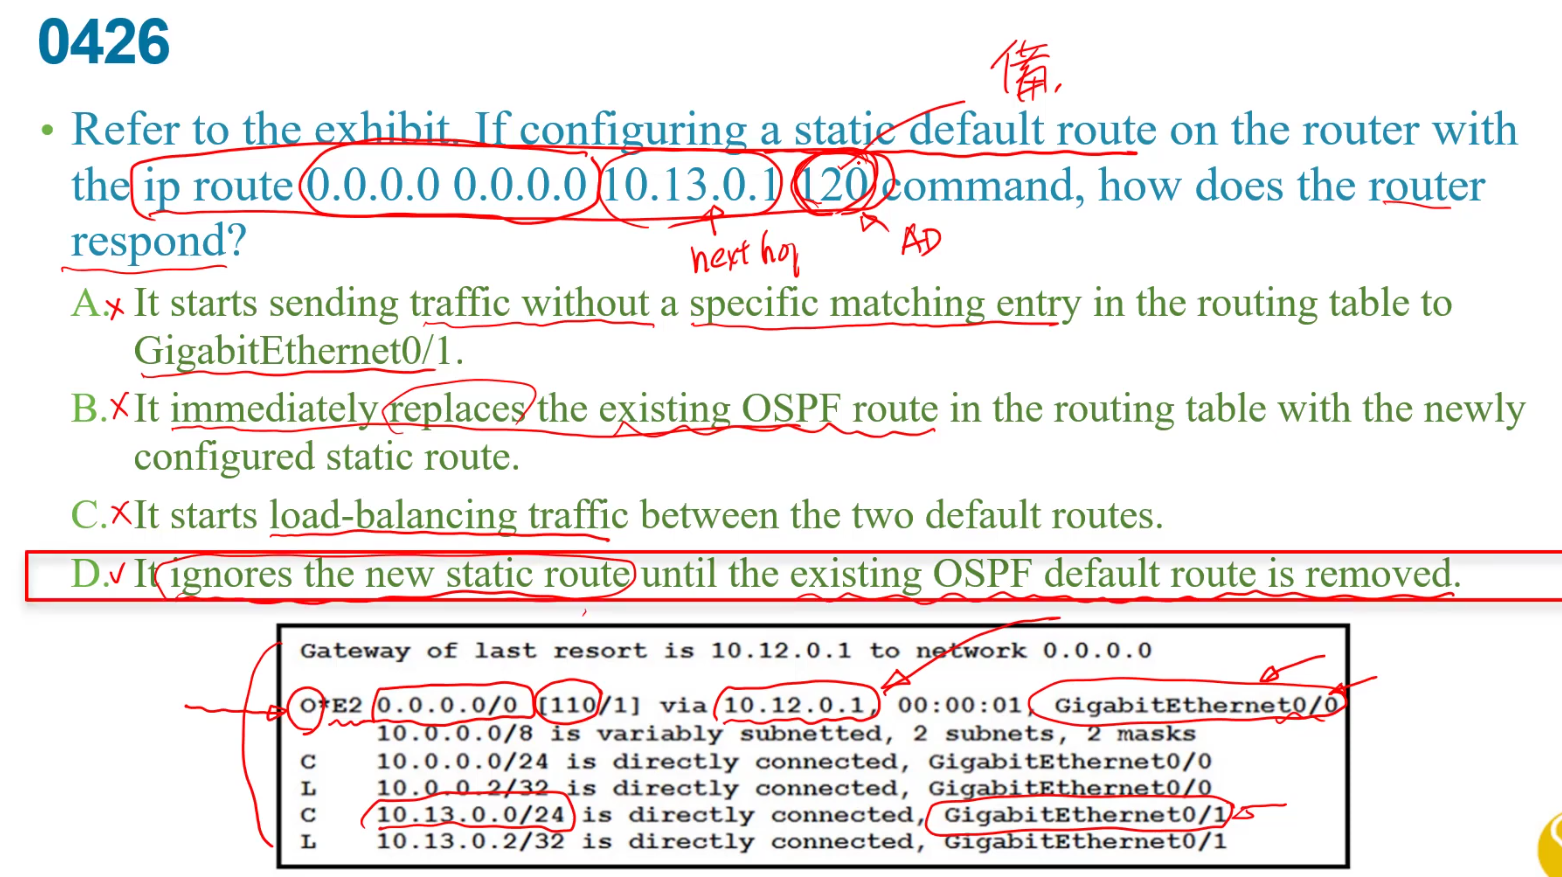 0426
備
• Refer to the exhibit. If configuring a static default route on the router with
the ip route 0.0.0.0 0.0.0.0 10.13.0.1 120 command, how does the router
respond?
next hop
AD
A. It starts sending traffic without a specific matching entry in the routing table to
GigabitEthernet0/1.
B. It immediately replaces the existing OSPF route in the routing table with the newly
configured static route.
C. It starts load-balancing traffic between the two default routes.
D. It ignores the new static route until the existing OSPF default route is removed.
Gateway of last resort is 10.12.0.1 to network 0.0.0.0
O*E2 0.0.0.0/0 [110/1] via 10.12.0.1, 00:00:01, GigabitEthernet0/0
10.0.0.0/8 is variably subnetted, 2 subnets, 2 masks
C 10.0.0.0/24 is directly connected, GigabitEthernet0/0
L 10.0.0.2/32 is directly connected, GigabitEthernet0/0
C 10.13.0.0/24 is directly connected, GigabitEthernet0/1
L 10.13.0.2/32 is directly connected, GigabitEthernet0/1